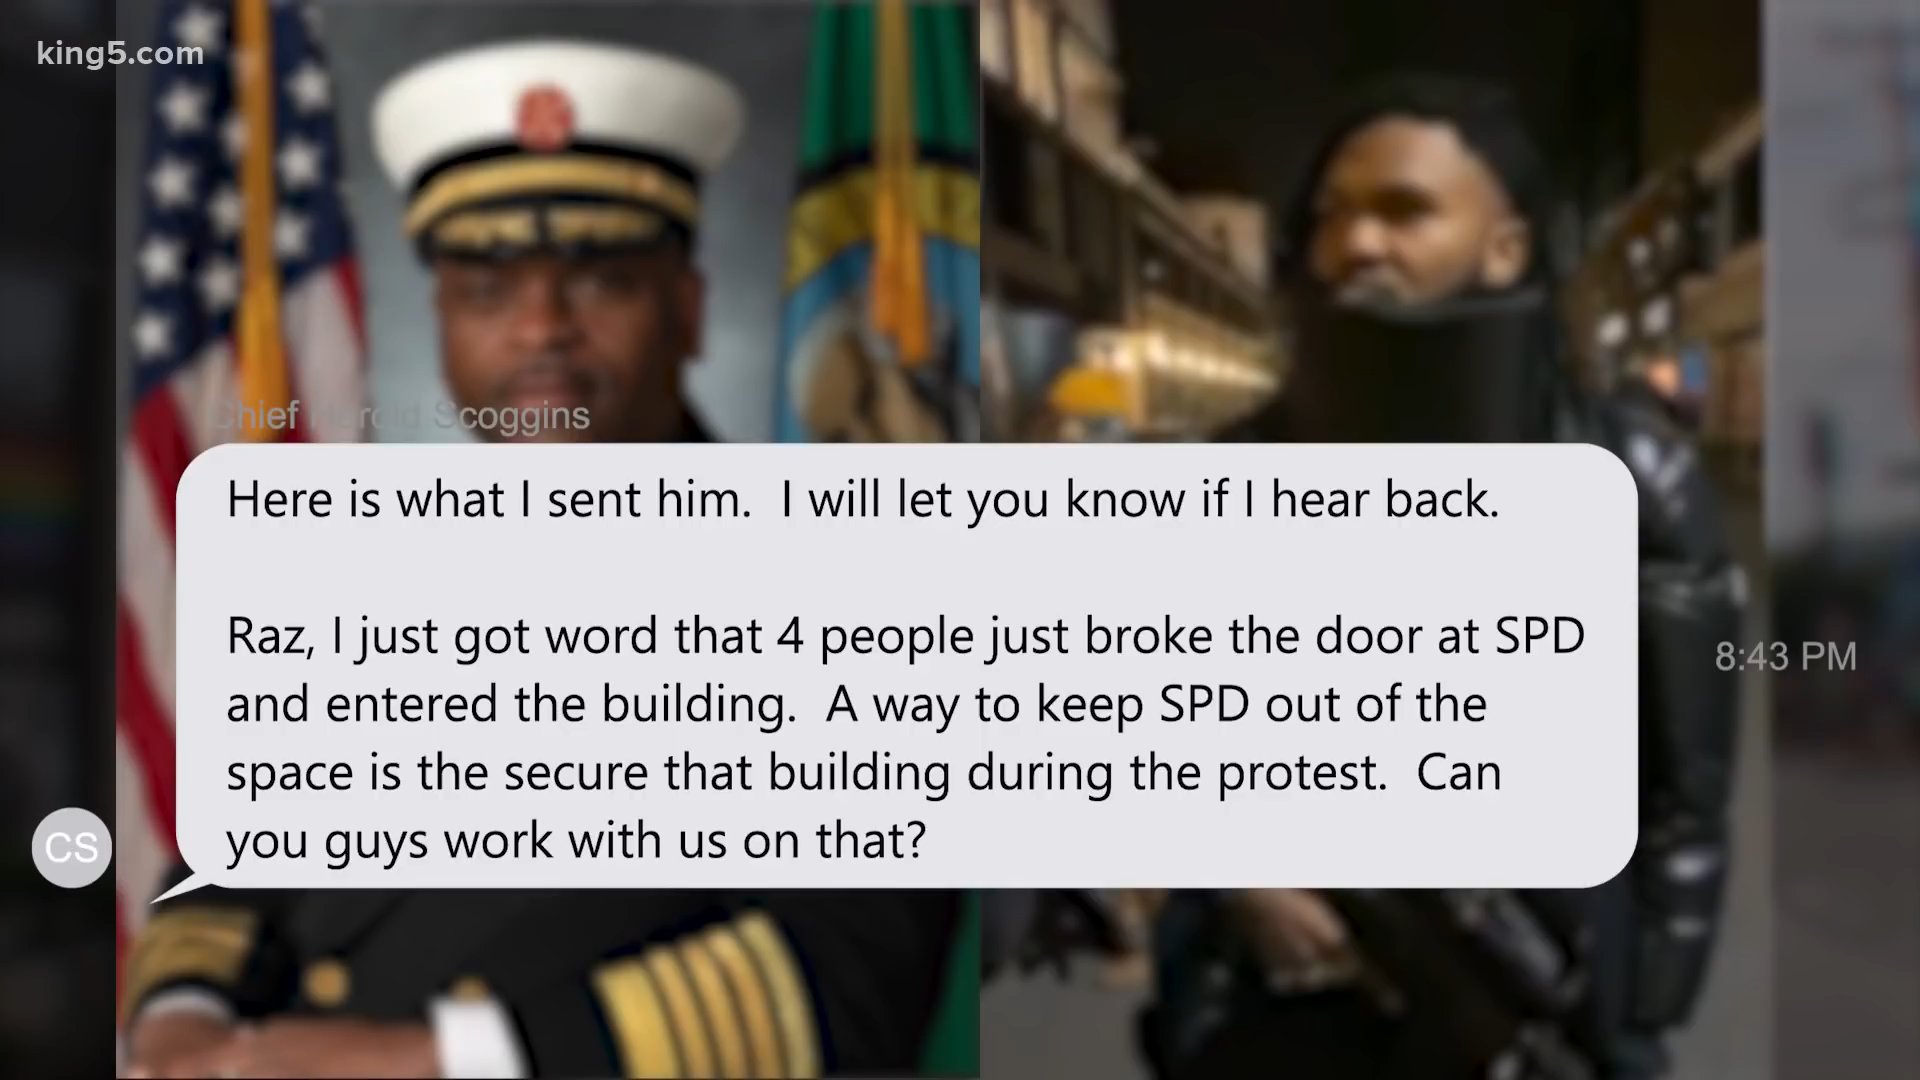 king5.com
Chief Harold Scoggins
Here is what I sent him.  I will let you know if I hear back.
Raz, I just got word that 4 people just broke the door at SPD
and entered the building.  A way to keep SPD out of the
space is the secure that building during the protest.  Can
you guys work with us on that?
8:43 PM
CS